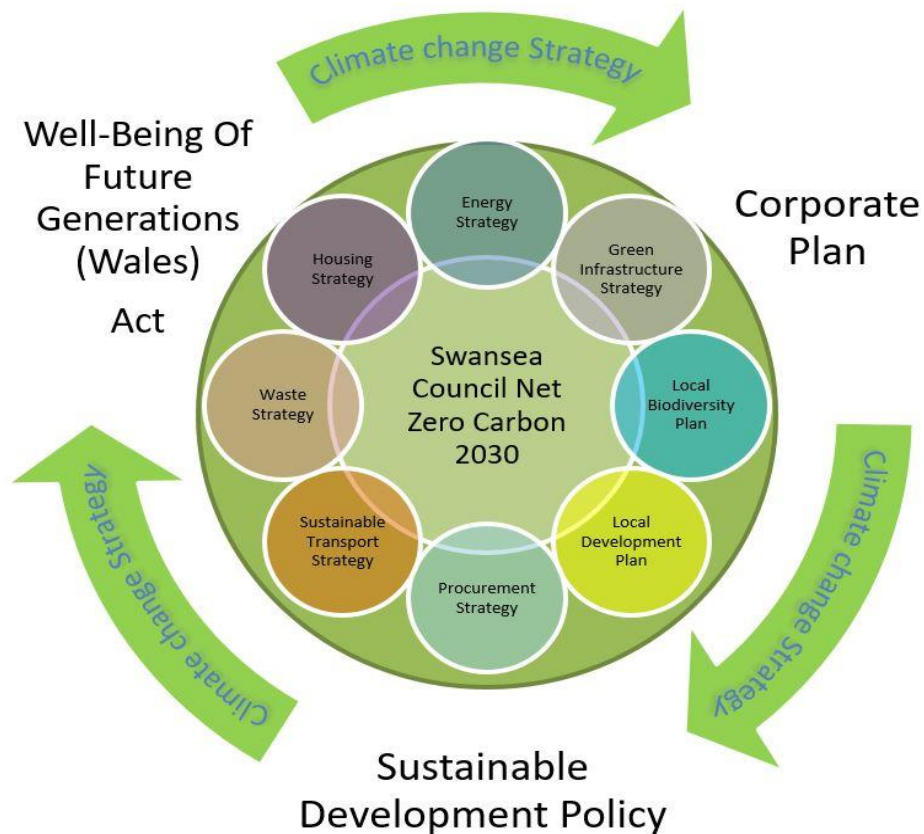 Climate change Strategy
Well-Being Of
Future
Generations
(Wales)
Act
Corporate
Plan
Energy
Strategy
Housing
Strategy
Green
Infrastructure
Strategy
Waste
Strategy
Swansea
Council Net
Zero Carbon
2030
Local
Biodiversity
Plan
Sustainable
Transport
Strategy
Local
Development
Plan
Procurement
Strategy
Climate change Strategy
Climate change Strategy
Sustainable
Development Policy